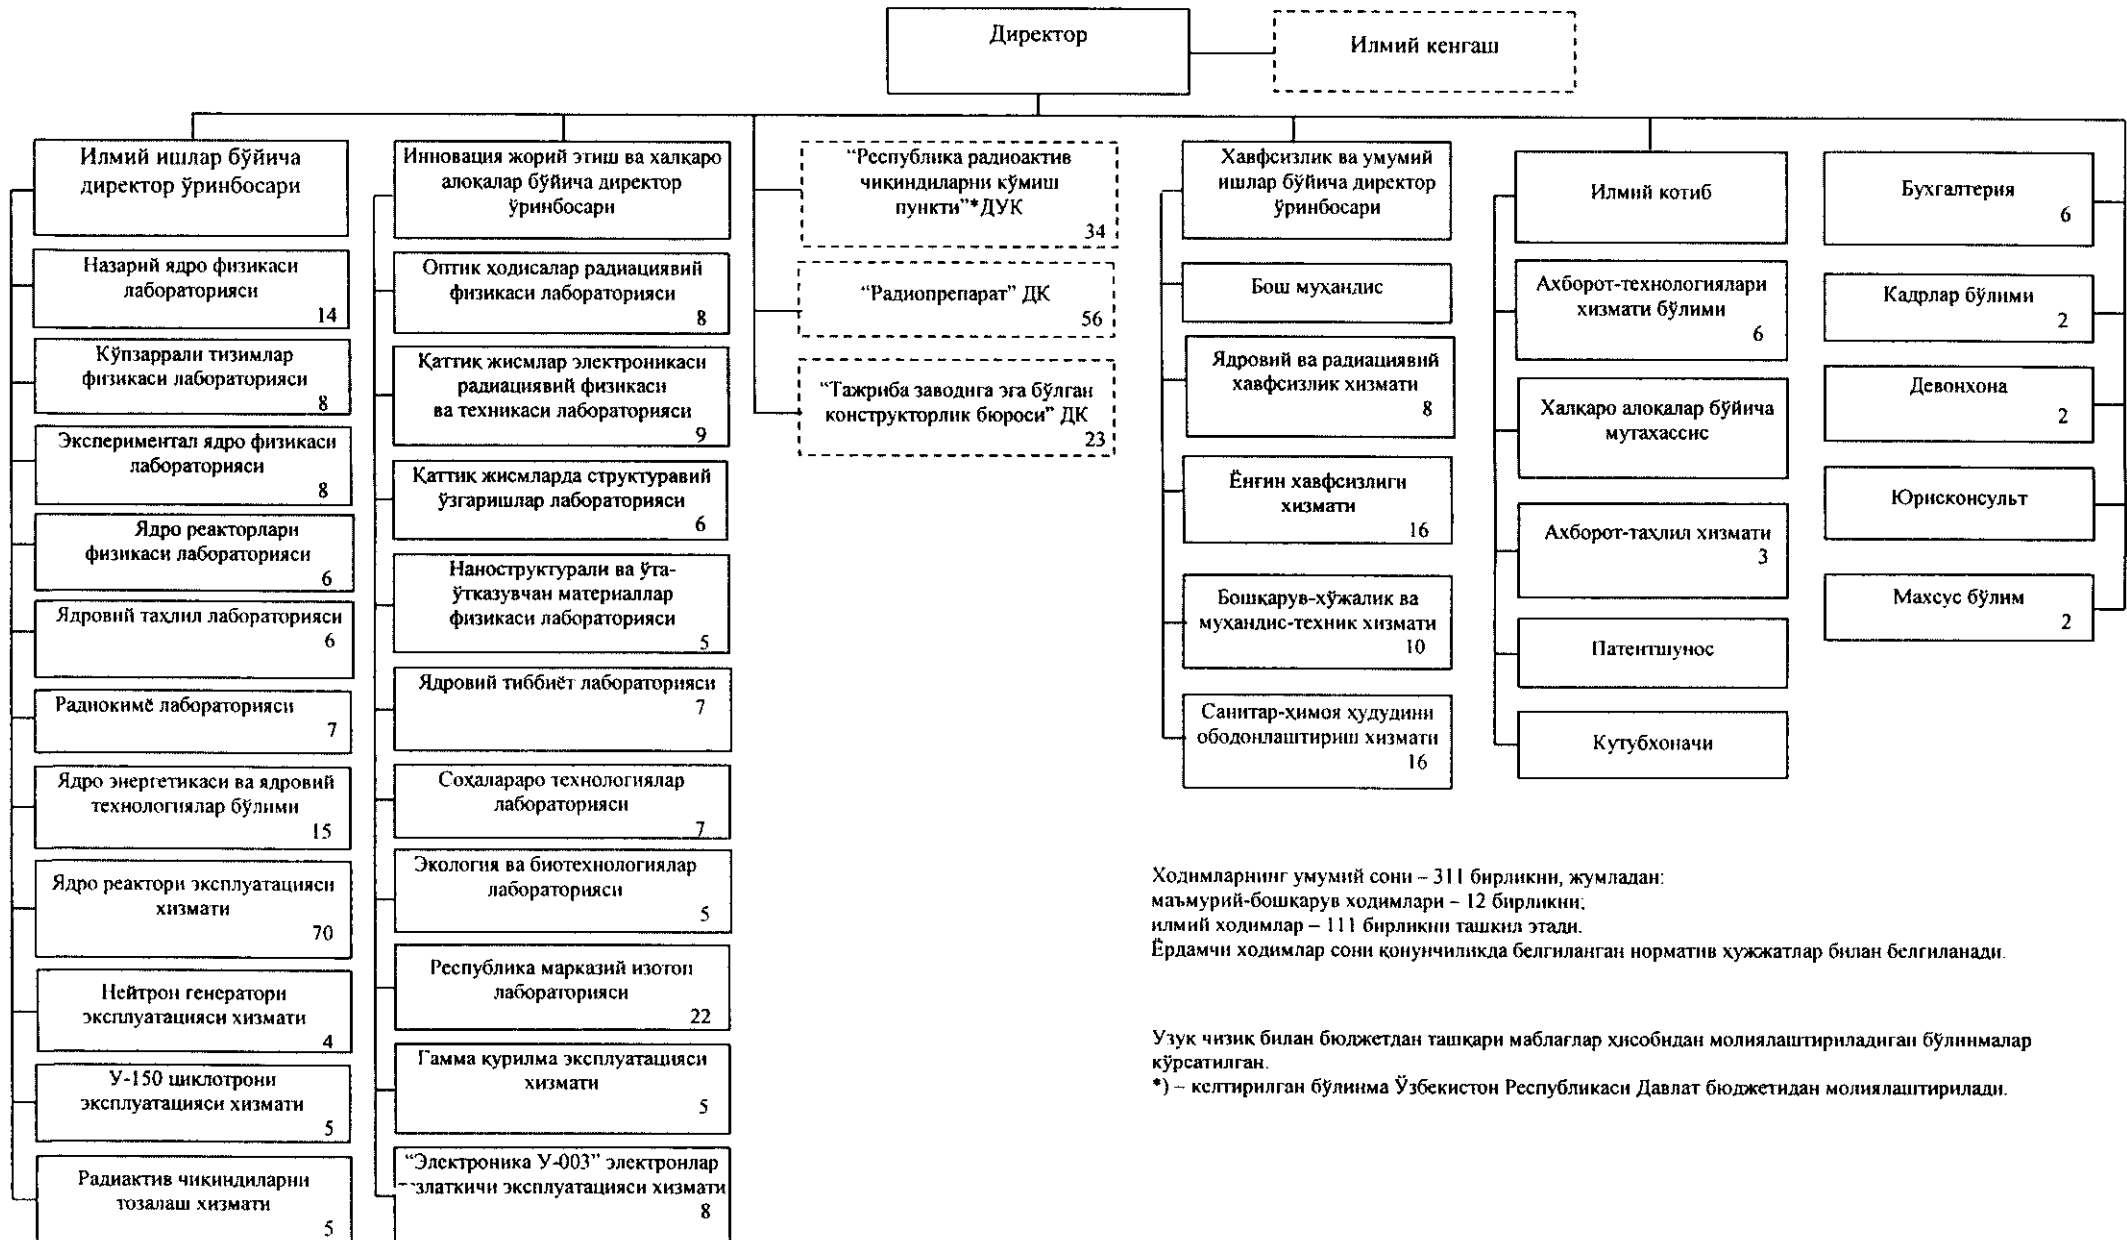 Директор
Илмий кенгаш
Илмий ишлар бўйича
директор ўринбосари
Назарий ядро физикаси
лабораторияси
14
Кўпзаррали тизимлар
физикаси лабораторияси
8
Экспериментал ядро физикаси
лабораторияси
8
Ядро реакторлари
физикаси лабораторияси
6
Ядровий таҳлил лабораторияси
6
Радиокимё лабораторияси
7
Ядро энергетикаси ва ядровий
технологиялар бўлими
15
Ядро реактори эксплуатацияси
хизмати
70
Нейтрон генератори
эксплуатацияси хизмати
4
У-150 циклотрони
эксплуатацияси хизмати
5
Радиактив чиқиндиларни
тозалаш хизмати
5
Инновация жорий этиш ва халқаро
алоқалар бўйича директор
ўринбосари
Оптик ҳодисалар радиациявий
физикаси лабораторияси
8
Қаттиқ жисмлар электроникаси
радиациявий физикаси
ва техникаси лабораторияси
9
Қаттиқ жисмларда структуравий
ўзгаришлар лабораторияси
6
Наноструктурали ва ўта-
ўтказувчан материаллар
физикаси лабораторияси
5
Ядровий тиббиёт лабораторияси
7
Соҳалараро технологиялар
лабораторияси
7
Экология ва биотехнологиялар
лабораторияси
5
Республика марказий изотоп
лабораторияси
22
Гамма қурилма эксплуатацияси
хизмати
5
“Электроника У-003” электронлар
эксплуатацияси хизмати
8
“Республика радиоактив
чиқиндиларни кўмиш
пункти”* ДУК
34
“Радиопрепарат” ДК
56
“Тажриба заводига эга бўлган
конструкторлик бюроси” ДК
23
Хавфсизлик ва умумий
ишлар бўйича директор
ўринбосари
Бош муҳандис
Ядровий ва радиациявий
хавфсизлик хизмати
8
Ёнғин хавфсизлиги
хизмати
16
Бошқарув-хўжалик ва
муҳандис-техник хизмати
10
Санитар-ҳимоя ҳудудини
ободонлаштириш хизмати
16
Илмий котиб
Ахборот-технологиялари
хизмати бўлими
6
Халқаро алоқалар бўйича
мутахассис
Ахборот-таҳлил хизмати
3
Патентшунос
Кутубхоначи
Бухгалтерия
6
Кадрлар бўлими
2
Девонхона
2
Юрисконсульт
Махсус бўлим
2
Ходимларнинг умумий сони – 311 бирликни, жумладан:
маъмурий-бошқарув ходимлари – 12 бирликни;
илмий ходимлар – 111 бирликни ташкил этади.
Ёрдамчи ходимлар сони қонунчиликда белгиланган норматив ҳужжатлар билан белгиланади.
Узуқ чизиқ билан бюджетдан ташқари маблағлар ҳисобидан молиялаштириладиган бўлинмалар
кўрсатилган.
*) – келтирилган бўлинма Ўзбекистон Республикаси Давлат бюджетидан молиялаштирилади.